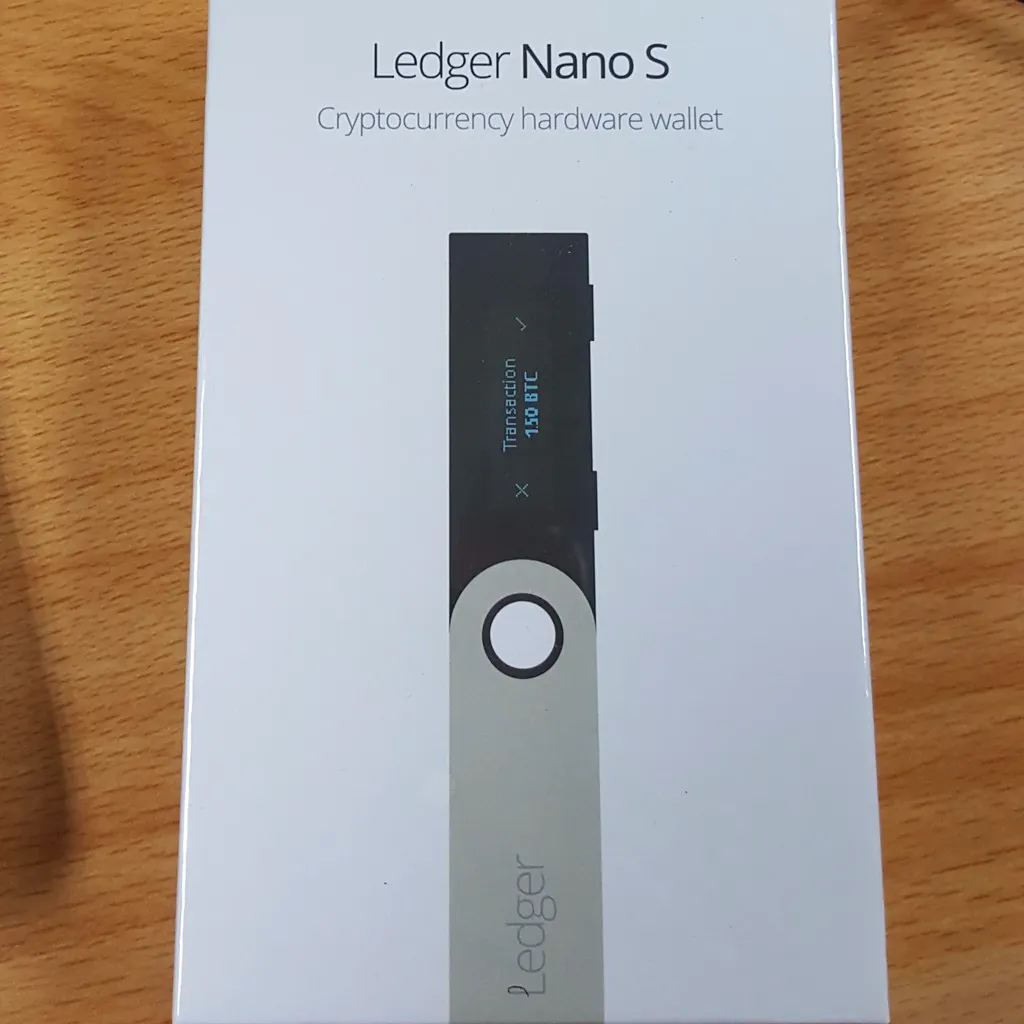 Ledger Nano S
Cryptocurrency hardware wallet
Transaction
1.50 BTC
Ledger